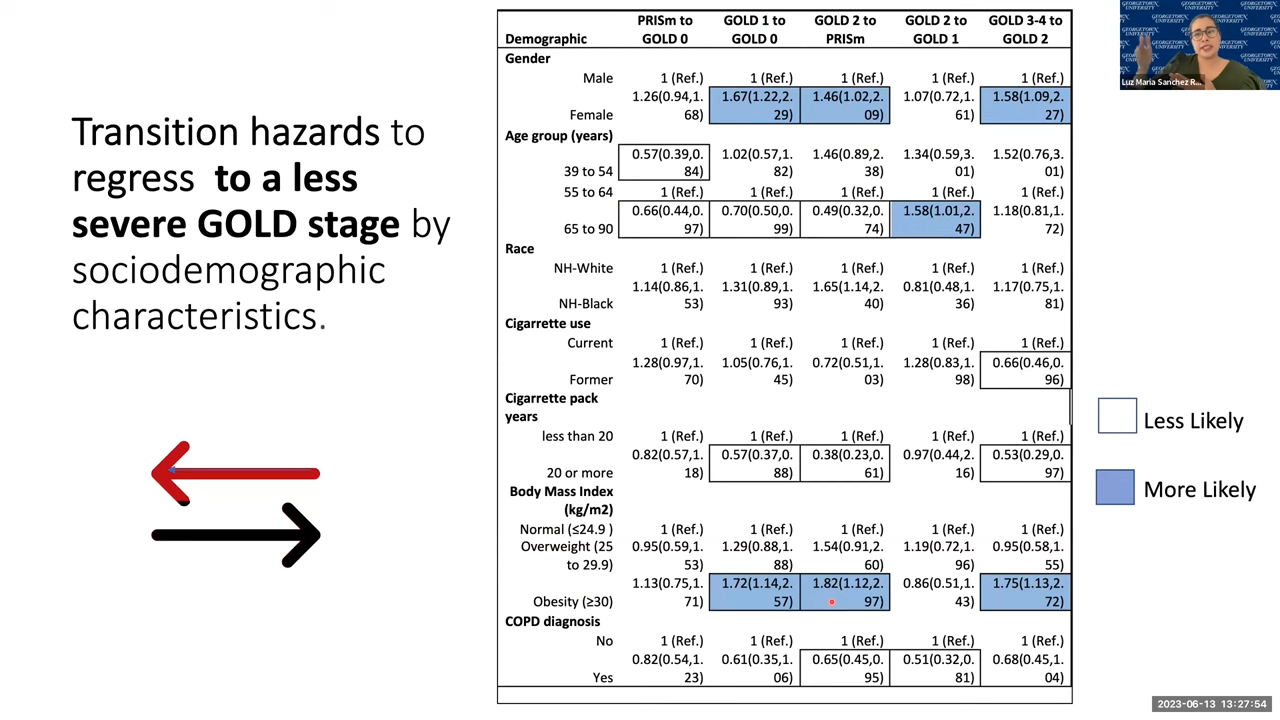 Transition hazards to
regress to a less
severe GOLD stage by
sociodemographic
characteristics.
PRISm to GOLD 1 to GOLD 2 to GOLD 2 to GOLD 3-4 to
Demographic GOLD 0 GOLD 0 PRISm GOLD 1 GOLD 2
Gender
Male 1 (Ref.) 1 (Ref.) 1 (Ref.) 1 (Ref.) 1 (Ref.)
1.26(0.94,1. 1.67(1.22,2. 1.46(1.02,2. 1.07(0.72,1. 1.58(1.09,2.
Female 68) 29) 09) 61) 27)
Age group (years)
0.57(0.39,0. 1.02(0.57,1. 1.46(0.89,2. 1.34(0.59,3. 1.52(0.76,3.
39 to 54 84) 82) 38) 01) 01)
55 to 64 1 (Ref.) 1 (Ref.) 1 (Ref.) 1 (Ref.) 1 (Ref.)
0.66(0.44,0. 0.70(0.50,0. 0.49(0.32,0. 1.58(1.01,2. 1.18(0.81,1.
65 to 90 97) 99) 74) 47) 72)
Race
NH-White 1 (Ref.) 1 (Ref.) 1 (Ref.) 1 (Ref.) 1 (Ref.)
1.14(0.86,1. 1.31(0.89,1. 1.65(1.14,2. 0.81(0.48,1. 1.17(0.75,1.
NH-Black 53) 93) 40) 36) 81)
Cigarrette use
Current 1 (Ref.) 1 (Ref.) 1 (Ref.) 1 (Ref.) 1 (Ref.)
1.28(0.97,1. 1.05(0.76,1. 0.72(0.51,1. 1.28(0.83,1. 0.66(0.46,0.
Former 70) 45) 03) 98) 96)
Cigarrette pack
years
less than 20 1 (Ref.) 1 (Ref.) 1 (Ref.) 1 (Ref.) 1 (Ref.)
0.82(0.57,1. 0.57(0.37,0. 0.38(0.23,0. 0.97(0.44,2. 0.53(0.29,0.
20 or more 18) 88) 61) 16) 97)
Body Mass Index
(kg/m2)
Normal (≤24.9 ) 1 (Ref.) 1 (Ref.) 1 (Ref.) 1 (Ref.) 1 (Ref.)
Overweight (25 0.95(0.59,1. 1.29(0.88,1. 1.54(0.91,2. 1.19(0.72,1. 0.95(0.58,1.
to 29.9) 53) 88) 60) 96) 55)
1.13(0.75,1. 1.72(1.14,2. 1.82(1.12,2. 0.86(0.51,1. 1.75(1.13,2.
Obesity (≥30) 71) 57) 97) 43) 72)
COPD diagnosis
No 1 (Ref.) 1 (Ref.) 1 (Ref.) 1 (Ref.) 1 (Ref.)
0.82(0.54,1. 0.61(0.35,1. 0.65(0.45,0. 0.51(0.32,0. 0.68(0.45,1.
Yes 23) 06) 95) 81) 04)
Less Likely
More Likely
GEORGETOWN
UNIVERSITY
Luz Maria Sanchez R...
2023-06-13 13:27:54